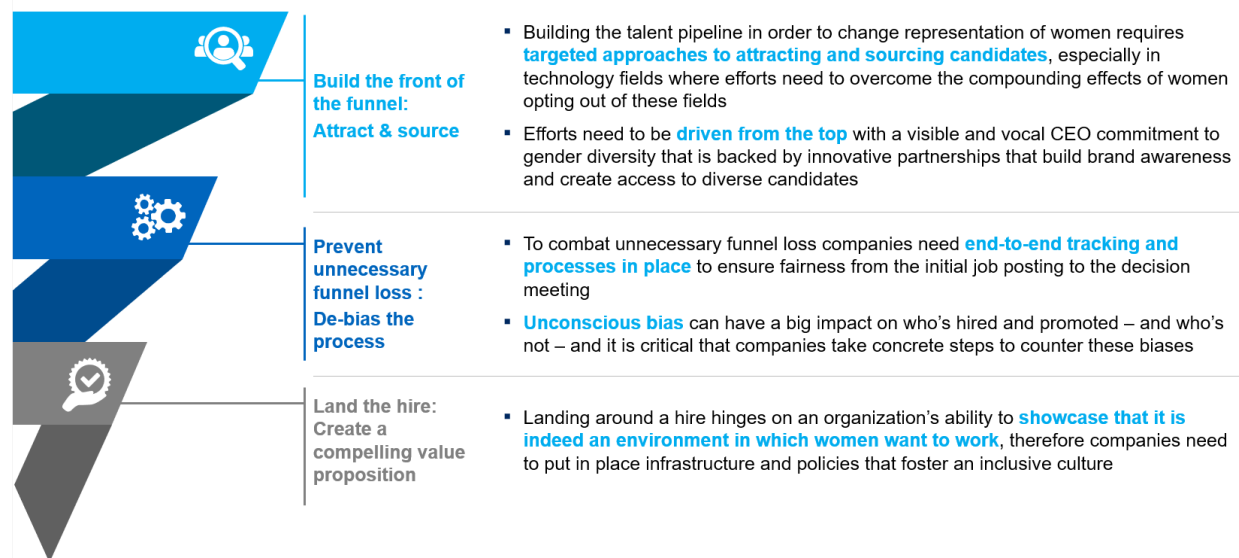 Build the front of
the funnel:
Attract & source
▪ Building the talent pipeline in order to change representation of women requires
targeted approaches to attracting and sourcing candidates, especially in
technology fields where efforts need to overcome the compounding effects of women
opting out of these fields
▪ Efforts need to be driven from the top with a visible and vocal CEO commitment to
gender diversity that is backed by innovative partnerships that build brand awareness
and create access to diverse candidates
Prevent
unnecessary
funnel loss :
De-bias the
process
▪ To combat unnecessary funnel loss companies need end-to-end tracking and
processes in place to ensure fairness from the initial job posting to the decision
meeting
▪ Unconscious bias can have a big impact on who's hired and promoted – and who's
not – and it is critical that companies take concrete steps to counter these biases
Land the hire:
Create a
compelling value
proposition
▪ Landing around a hire hinges on an organization's ability to showcase that it is
indeed an environment in which women want to work, therefore companies need
to put in place infrastructure and policies that foster an inclusive culture